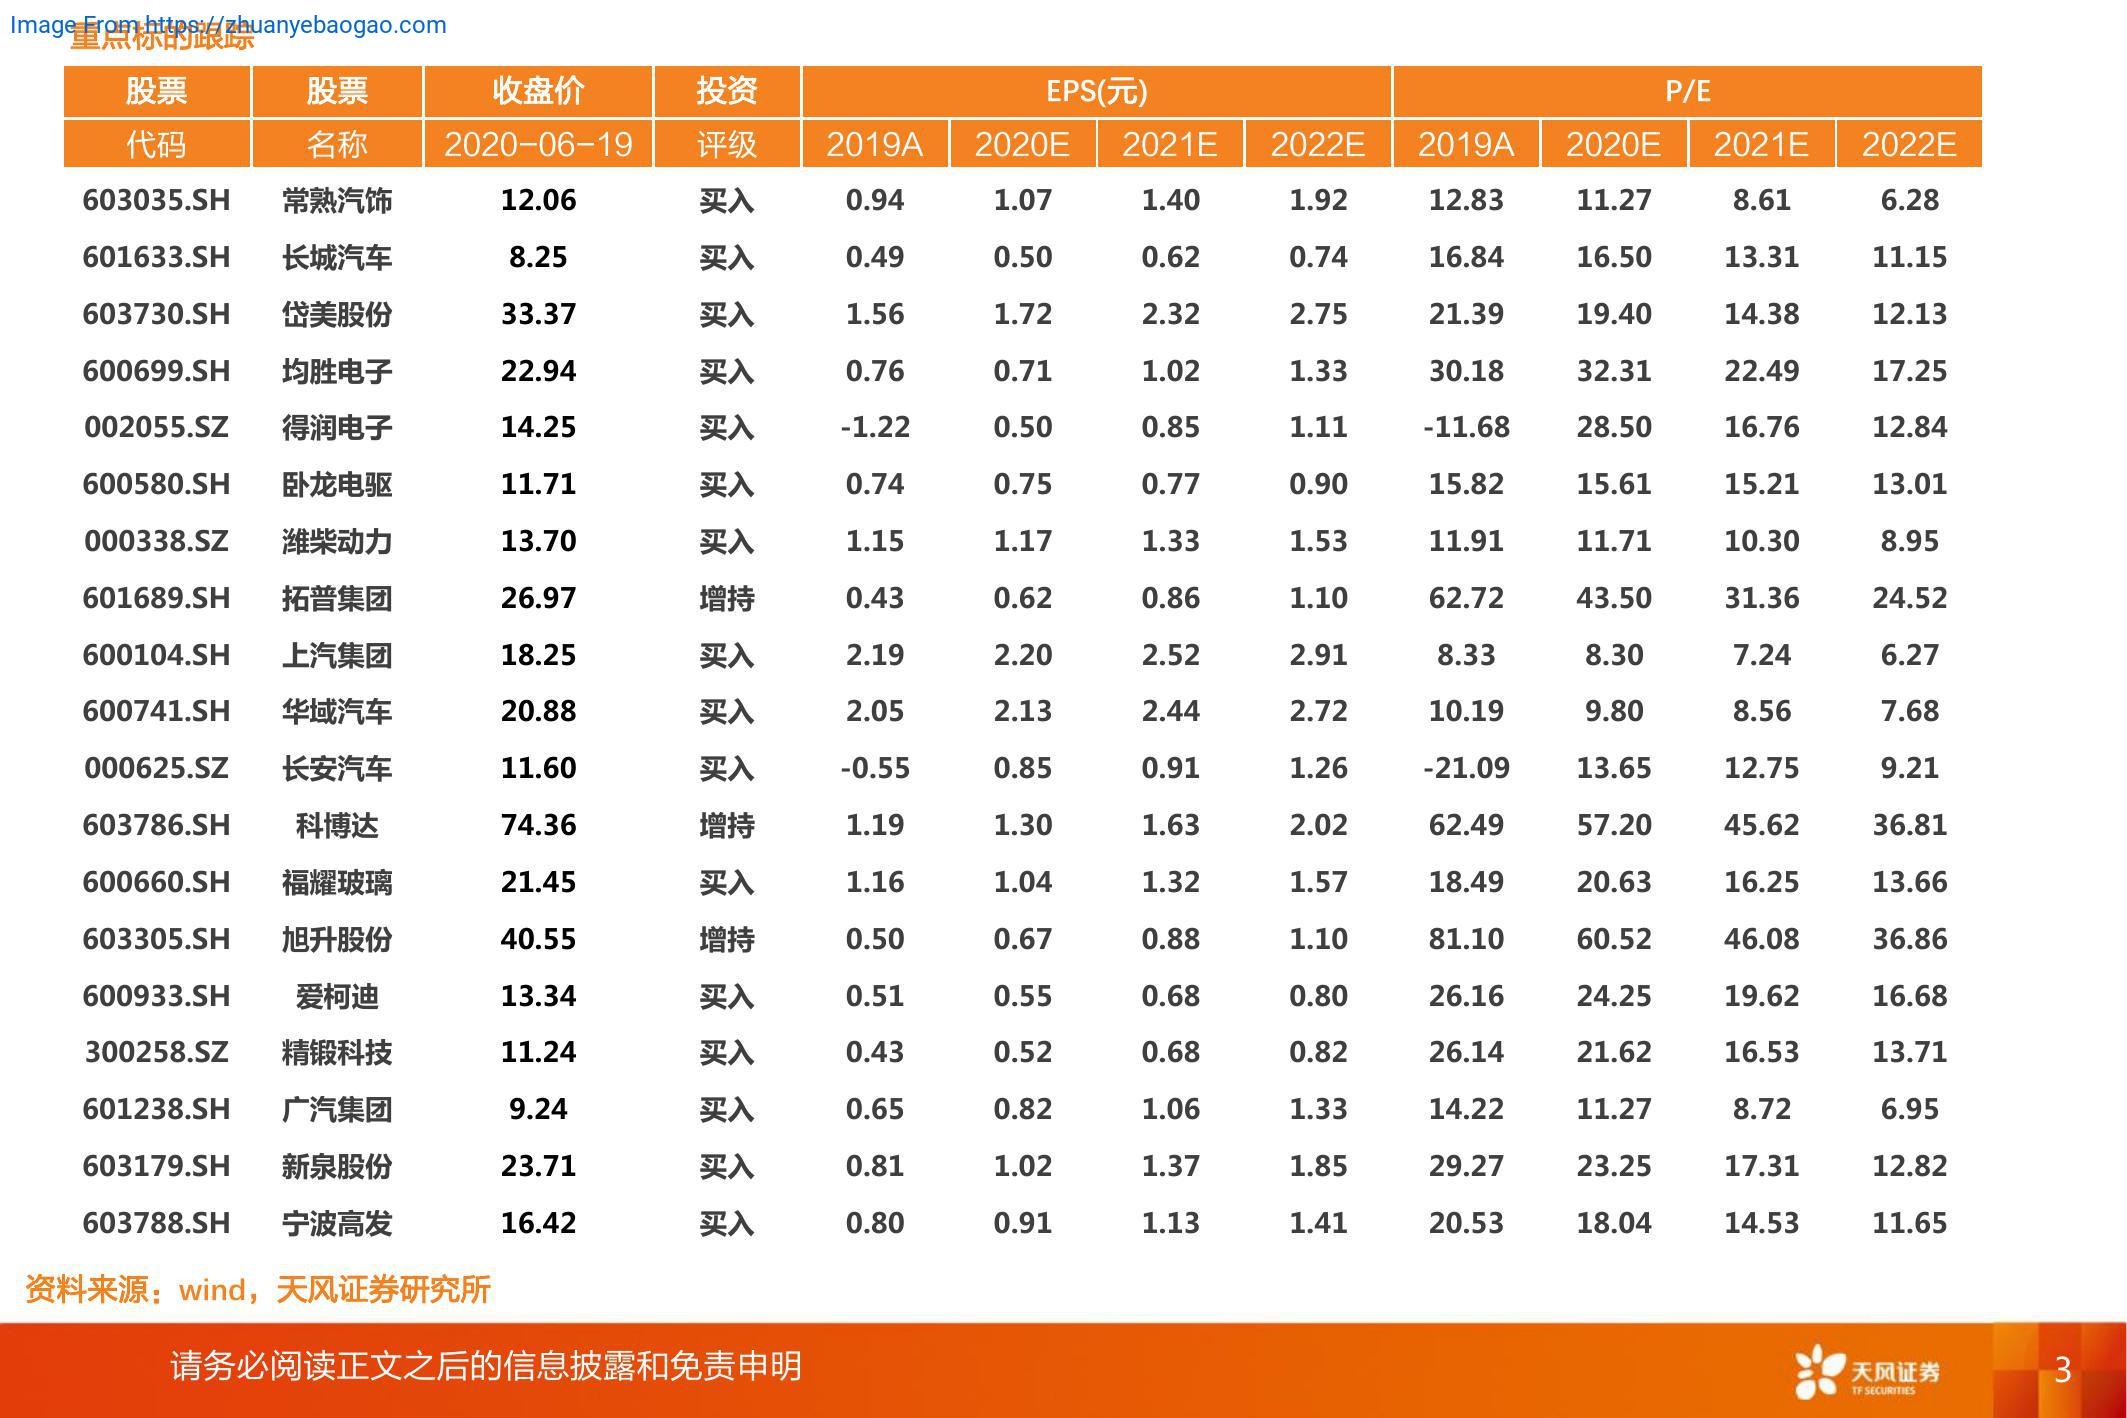 Image From https://zhuanyebaogao.com
重点标的跟踪
股票 股票 收盘价 投资 EPS(元) P/E
代码 名称 2020-06-19 评级 2019A 2020E 2021E 2022E 2019A 2020E 2021E 2022E
603035.SH 常熟汽饰 12.06 买入 0.94 1.07 1.40 1.92 12.83 11.27 8.61 6.28
601633.SH 长城汽车 8.25 买入 0.49 0.50 0.62 0.74 16.84 16.50 13.31 11.15
603730.SH 岱美股份 33.37 买入 1.56 1.72 2.32 2.75 21.39 19.40 14.38 12.13
600699.SH 均胜电子 22.94 买入 0.76 0.71 1.02 1.33 30.18 32.31 22.49 17.25
002055.SZ 得润电子 14.25 买入 -1.22 0.50 0.85 1.11 -11.68 28.50 16.76 12.84
600580.SH 卧龙电驱 11.71 买入 0.74 0.75 0.77 0.90 15.82 15.61 15.21 13.01
000338.SZ 潍柴动力 13.70 买入 1.15 1.17 1.33 1.53 11.91 11.71 10.30 8.95
601689.SH 拓普集团 26.97 增持 0.43 0.62 0.86 1.10 62.72 43.50 31.36 24.52
600104.SH 上汽集团 18.25 买入 2.19 2.20 2.52 2.91 8.33 8.30 7.24 6.27
600741.SH 华域汽车 20.88 买入 2.05 2.13 2.44 2.72 10.19 9.80 8.56 7.68
000625.SZ 长安汽车 11.60 买入 -0.55 0.85 0.91 1.26 -21.09 13.65 12.75 9.21
603786.SH 科博达 74.36 增持 1.19 1.30 1.63 2.02 62.49 57.20 45.62 36.81
600660.SH 福耀玻璃 21.45 买入 1.16 1.04 1.32 1.57 18.49 20.63 16.25 13.66
603305.SH 旭升股份 40.55 增持 0.50 0.67 0.88 1.10 81.10 60.52 46.08 36.86
600933.SH 爱柯迪 13.34 买入 0.51 0.55 0.68 0.80 26.16 24.25 19.62 16.68
300258.SZ 精锻科技 11.24 买入 0.43 0.52 0.68 0.82 26.14 21.62 16.53 13.71
601238.SH 广汽集团 9.24 买入 0.65 0.82 1.06 1.33 14.22 11.27 8.72 6.95
603179.SH 新泉股份 23.71 买入 0.81 1.02 1.37 1.85 29.27 23.25 17.31 12.82
603788.SH 宁波高发 16.42 买入 0.80 0.91 1.13 1.41 20.53 18.04 14.53 11.65
资料来源：wind，天风证券研究所
请务必阅读正文之后的信息披露和免责申明
天风证券
TF SECURITIES
3